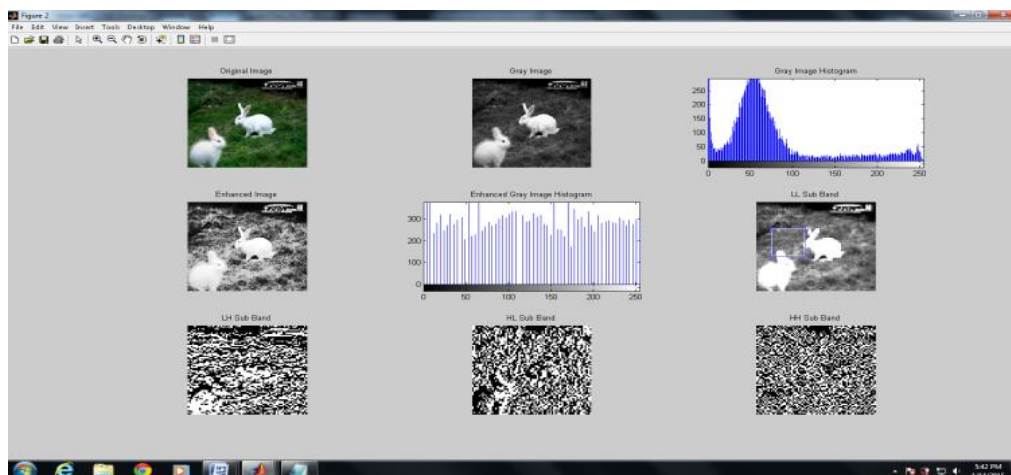 Figure 2
File Edit View Insert Tools Desktop Window Help
Original Image
Gray Image
Gray Image Histogram
250
200
150
100
50
0
0 50 100 150 200 250
Enhanced Image
Enhanced Gray Image Histogram
LL Sub Band
300
200
100
0
0 50 100 150 200 250
LH Sub Band
HL Sub Band
HH Sub Band
5:42 PM